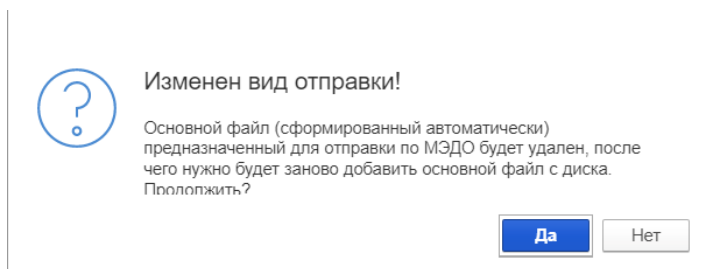 Изменен вид отправки!
Основной файл (сформированный автоматически)
предназначенный для отправки по МЭДО будет удален, после
чего нужно будет заново добавить основной файл с диска.
Продолжить?
Да
Нет